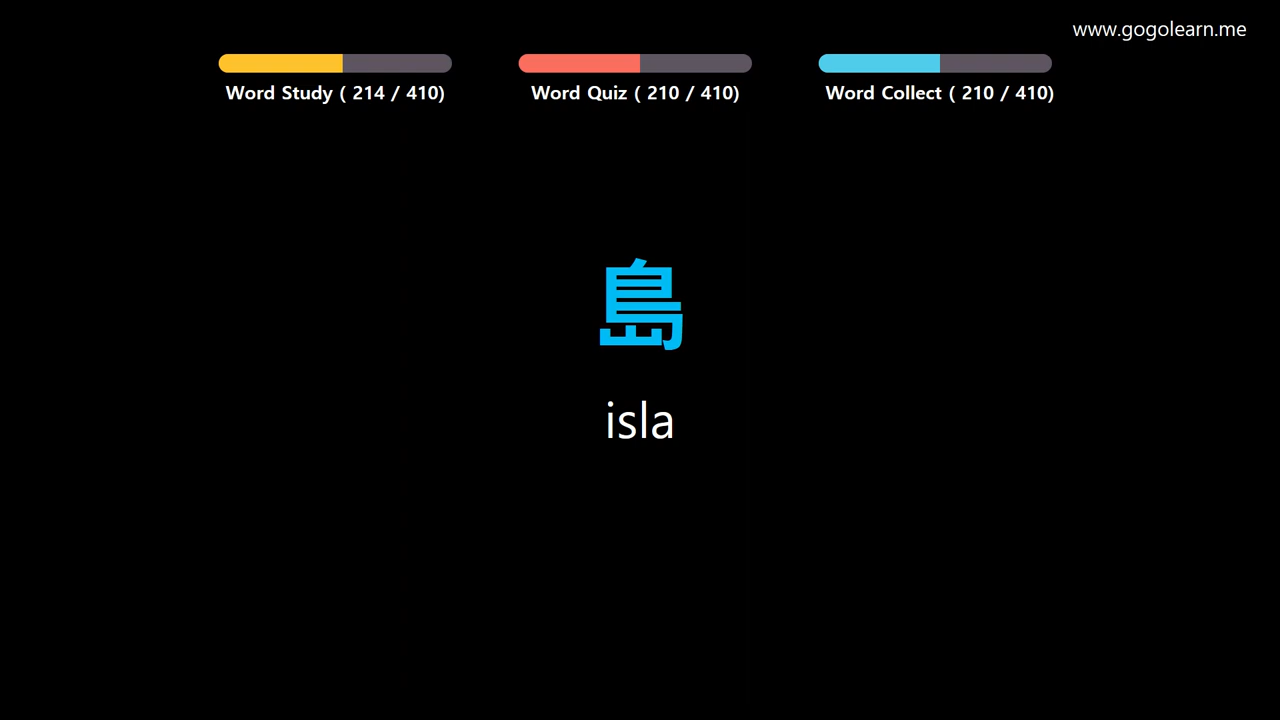 www.gogolearn.me
Word Study ( 214 / 410)
Word Quiz ( 210 / 410)
Word Collect ( 210 / 410)
島
isla